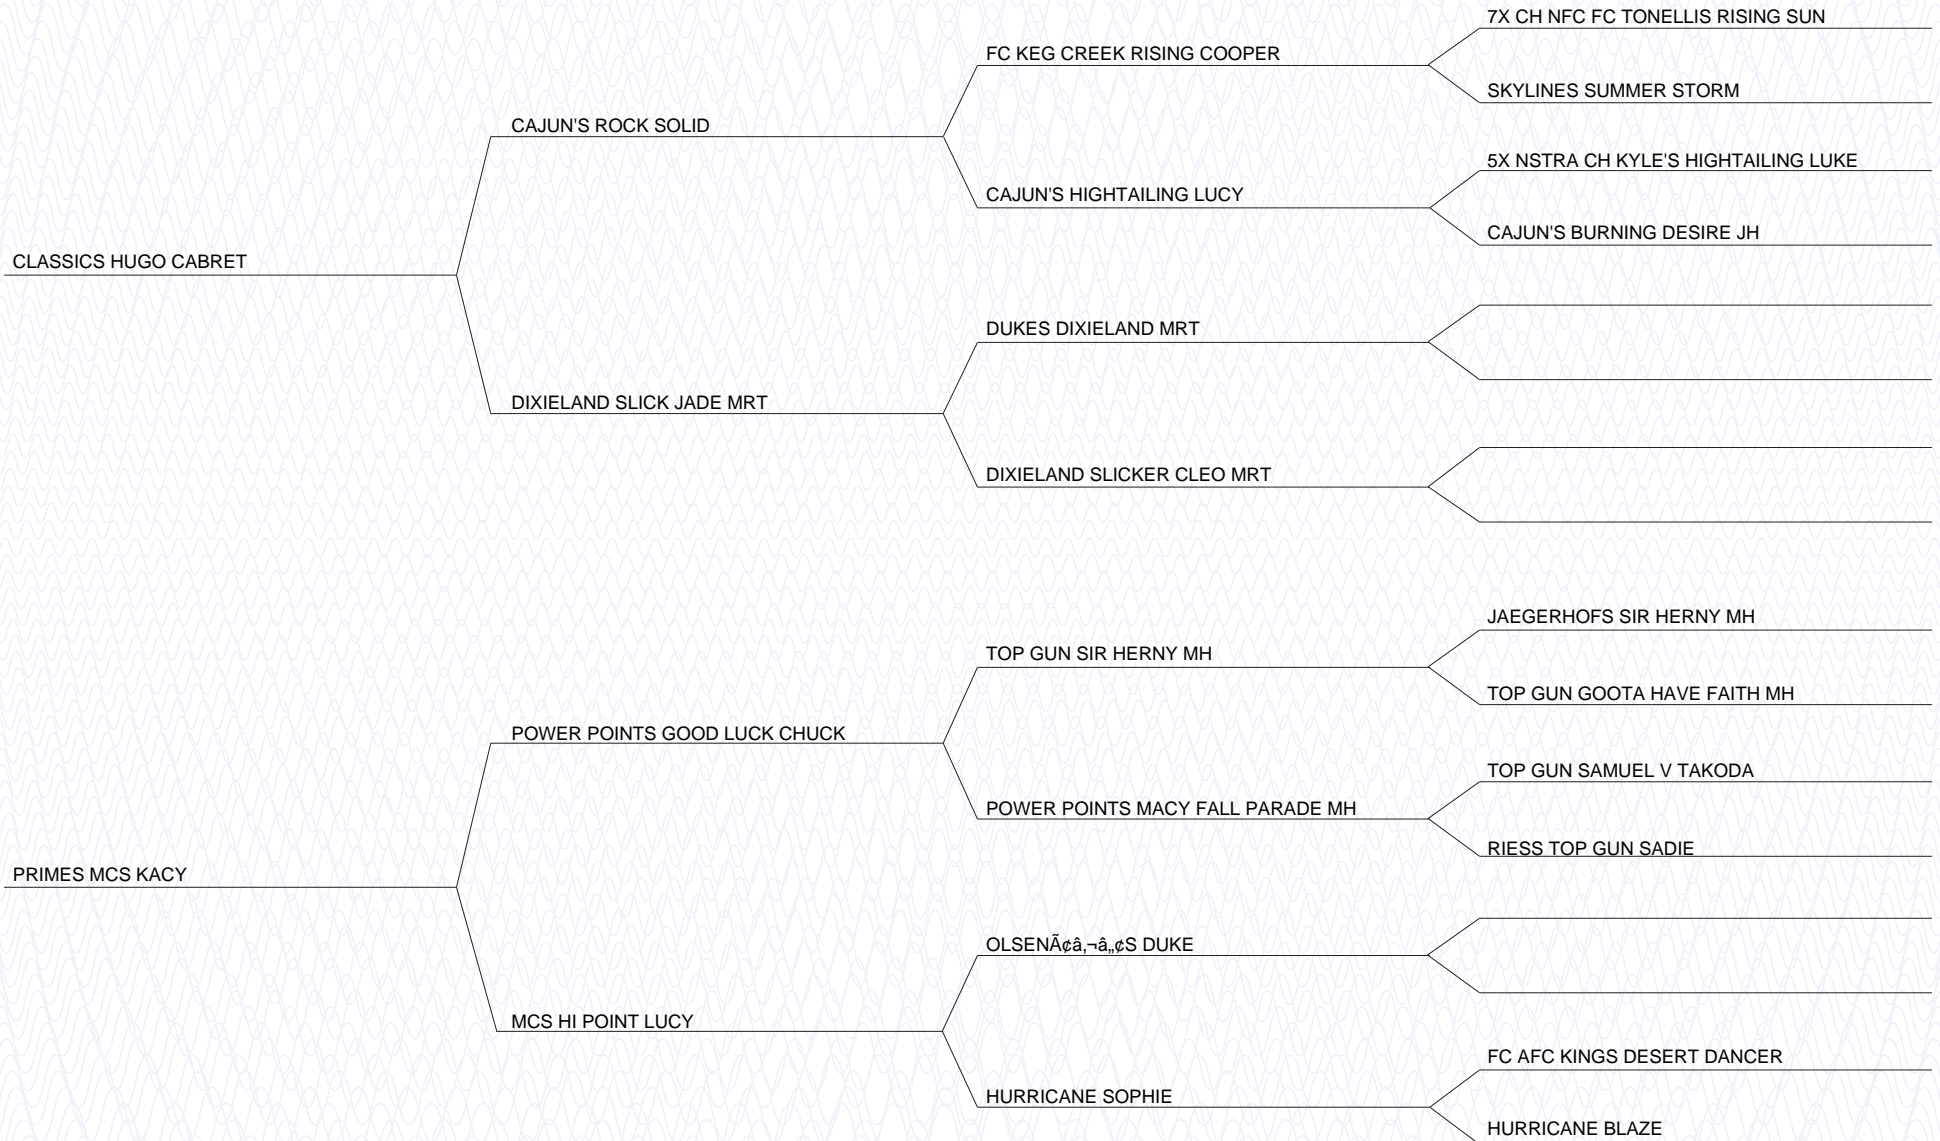 7X CH NFC FC TONELLIS RISING SUN
FC KEG CREEK RISING COOPER
SKYLINES SUMMER STORM
CAJUN'S ROCK SOLID
5X NSTRA CH KYLE'S HIGHTAILING LUKE
CAJUN'S HIGHTAILING LUCY
CAJUN'S BURNING DESIRE JH
CLASSICS HUGO CABRET
DUKES DIXIELAND MRT
DIXIELAND SLICK JADE MRT
DIXIELAND SLICKER CLEO MRT
JAEGERHOFS SIR HERNY MH
TOP GUN SIR HERNY MH
TOP GUN GOOTA HAVE FAITH MH
POWER POINTS GOOD LUCK CHUCK
TOP GUN SAMUEL V TAKODA
POWER POINTS MACY FALL PARADE MH
RIESS TOP GUN SADIE
PRIMES MCS KACY
OLSENÃ¢â‚¬â„¢S DUKE
MCS HI POINT LUCY
FC AFC KINGS DESERT DANCER
HURRICANE SOPHIE
HURRICANE BLAZE